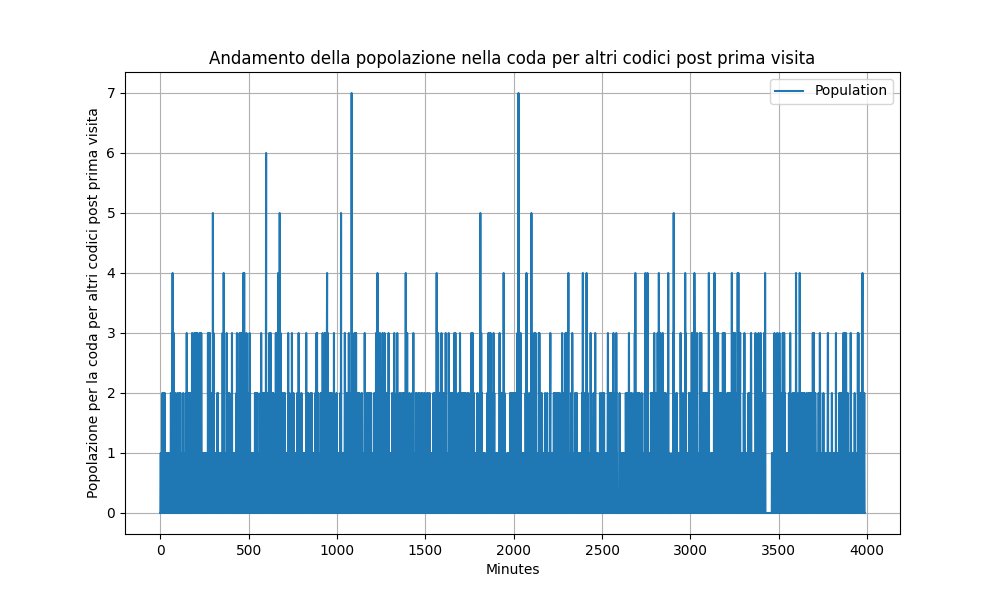 Andamento della popolazione nella coda per altri codici post prima visita
Population
Popolazione per la coda per altri codici post prima visita
7
6
5
4
3
2
1
0
0 500 1000 1500 2000 2500 3000 3500 4000
Minutes